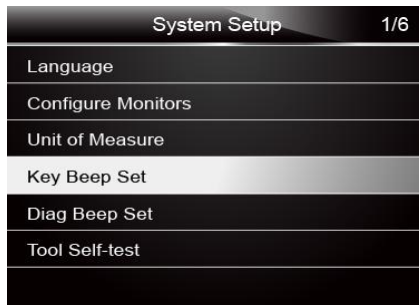 System Setup 1/6
Language
Configure Monitors
Unit of Measure
Key Beep Set
Diag Beep Set
Tool Self-test